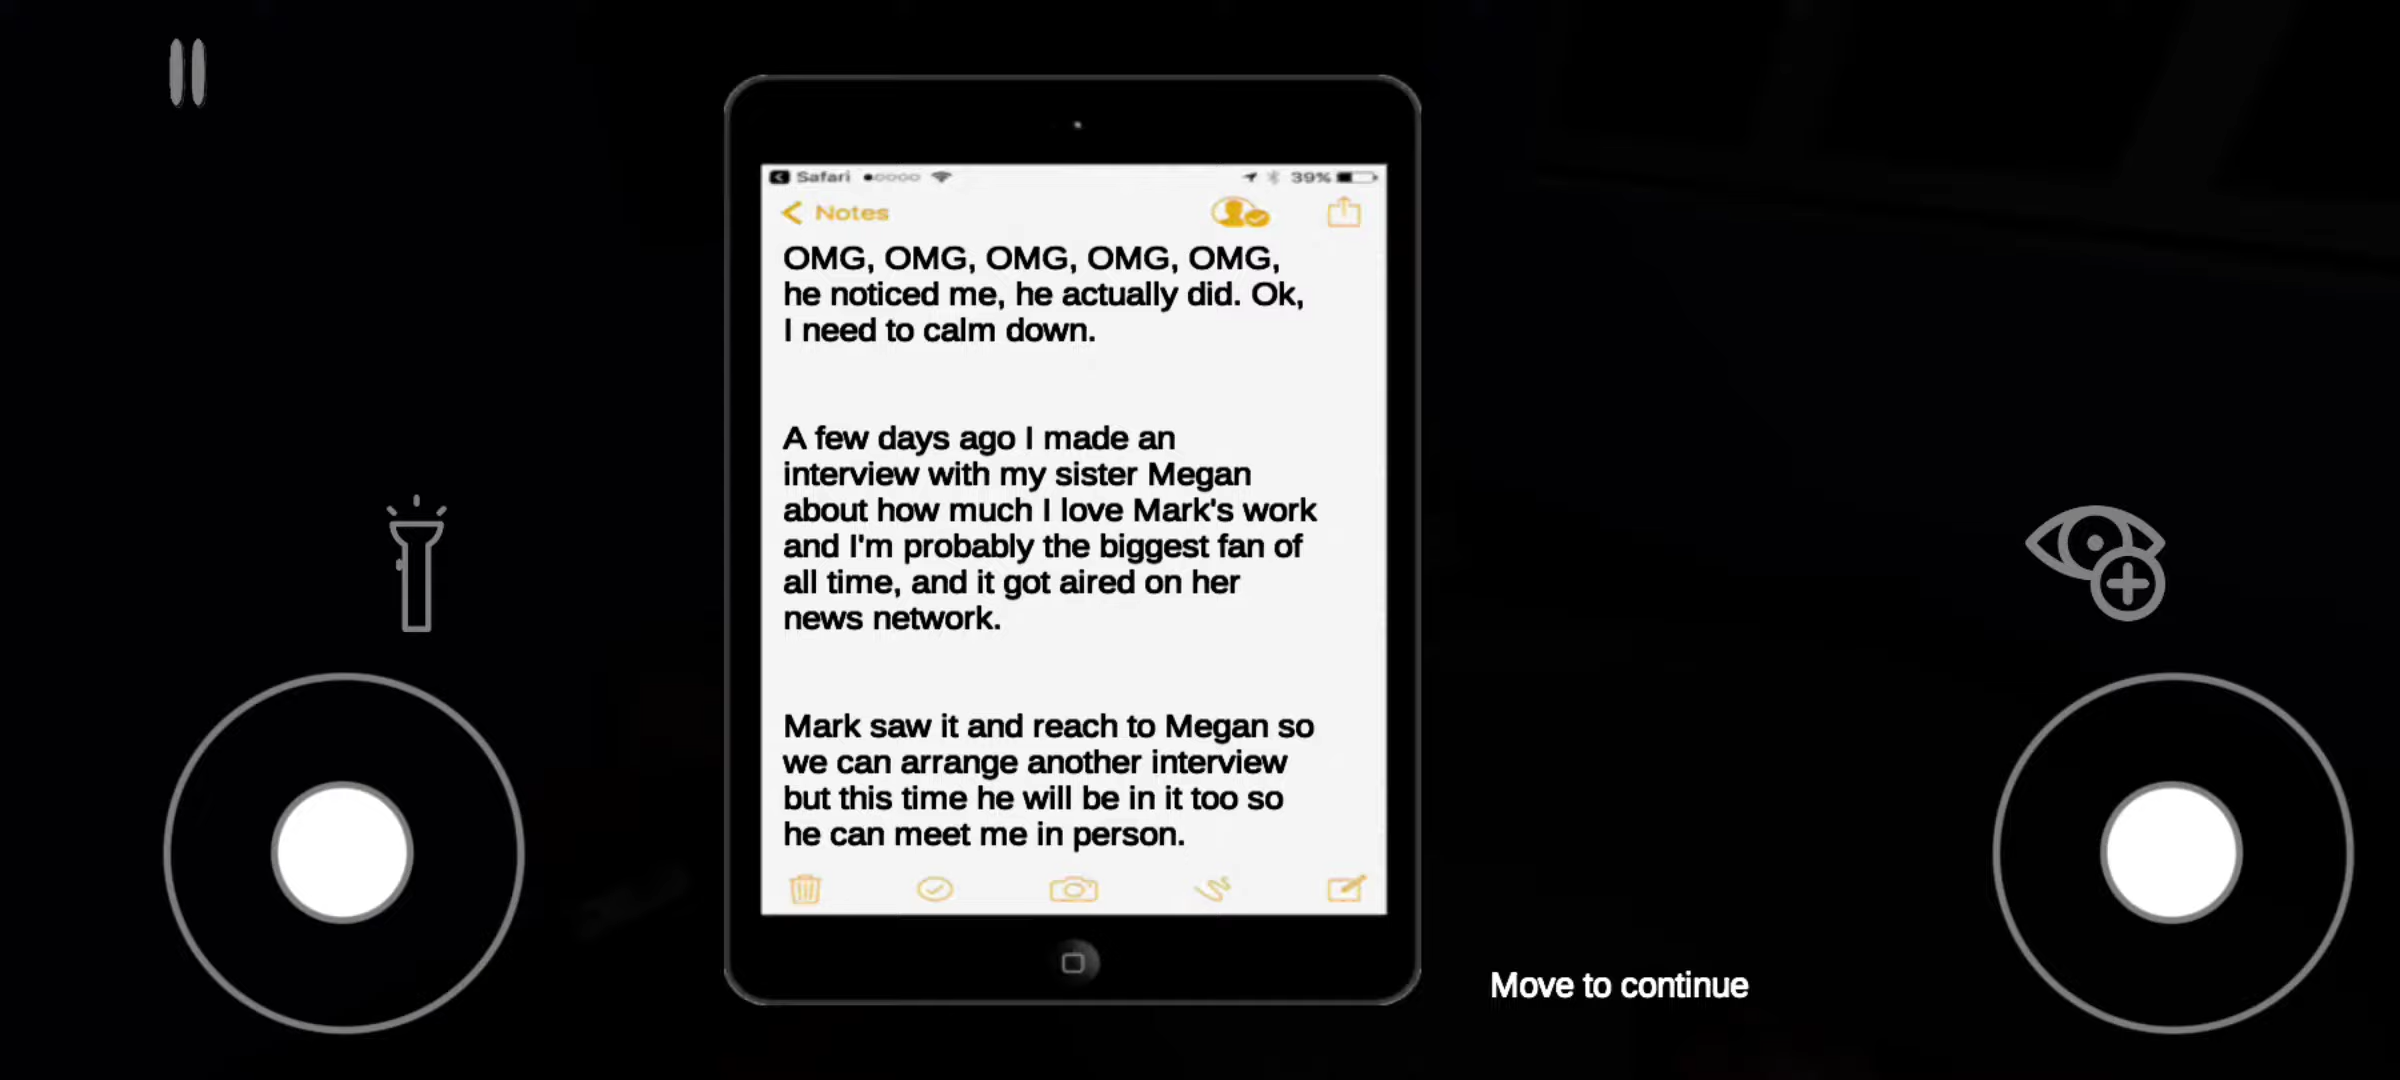 Safari 39%
Notes
OMG, OMG, OMG, OMG, OMG,
he noticed me, he actually did. Ok,
I need to calm down.
A few days ago I made an
interview with my sister Megan
about how much I love Mark's work
and I'm probably the biggest fan of
all time, and it got aired on her
news network.
Mark saw it and reach to Megan so
we can arrange another interview
but this time he will be in it too so
he can meet me in person.
Move to continue